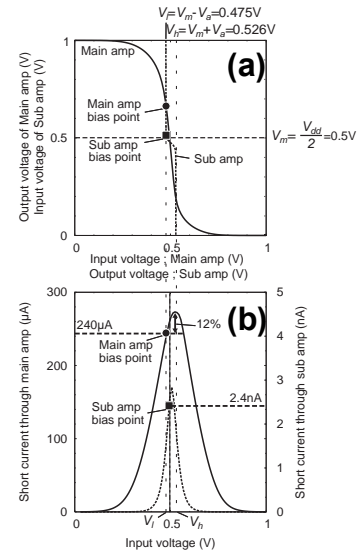 Vl=Vm-Va=0.475V
Vh=Vm+Va=0.526V
1
Main amp
(a)
Output voltage of Main amp (V)
Input voltage of Sub amp (V)
Main amp
bias point
0.5
Sub amp
bias point
Sub amp
Vm= Vdd/2 =0.5V
0
0
0.5
1
Input voltage : Main amp (V)
Output voltage : Sub amp (V)
300
5
(b)
240µA
12%
Main amp
bias point
4
200
3
Sub amp
bias point
2.4nA
2
100
1
0
0
0
Vl
0.5
Vh
1
Short current through main amp (µA)
Short current through sub amp (nA)
Input voltage (V)